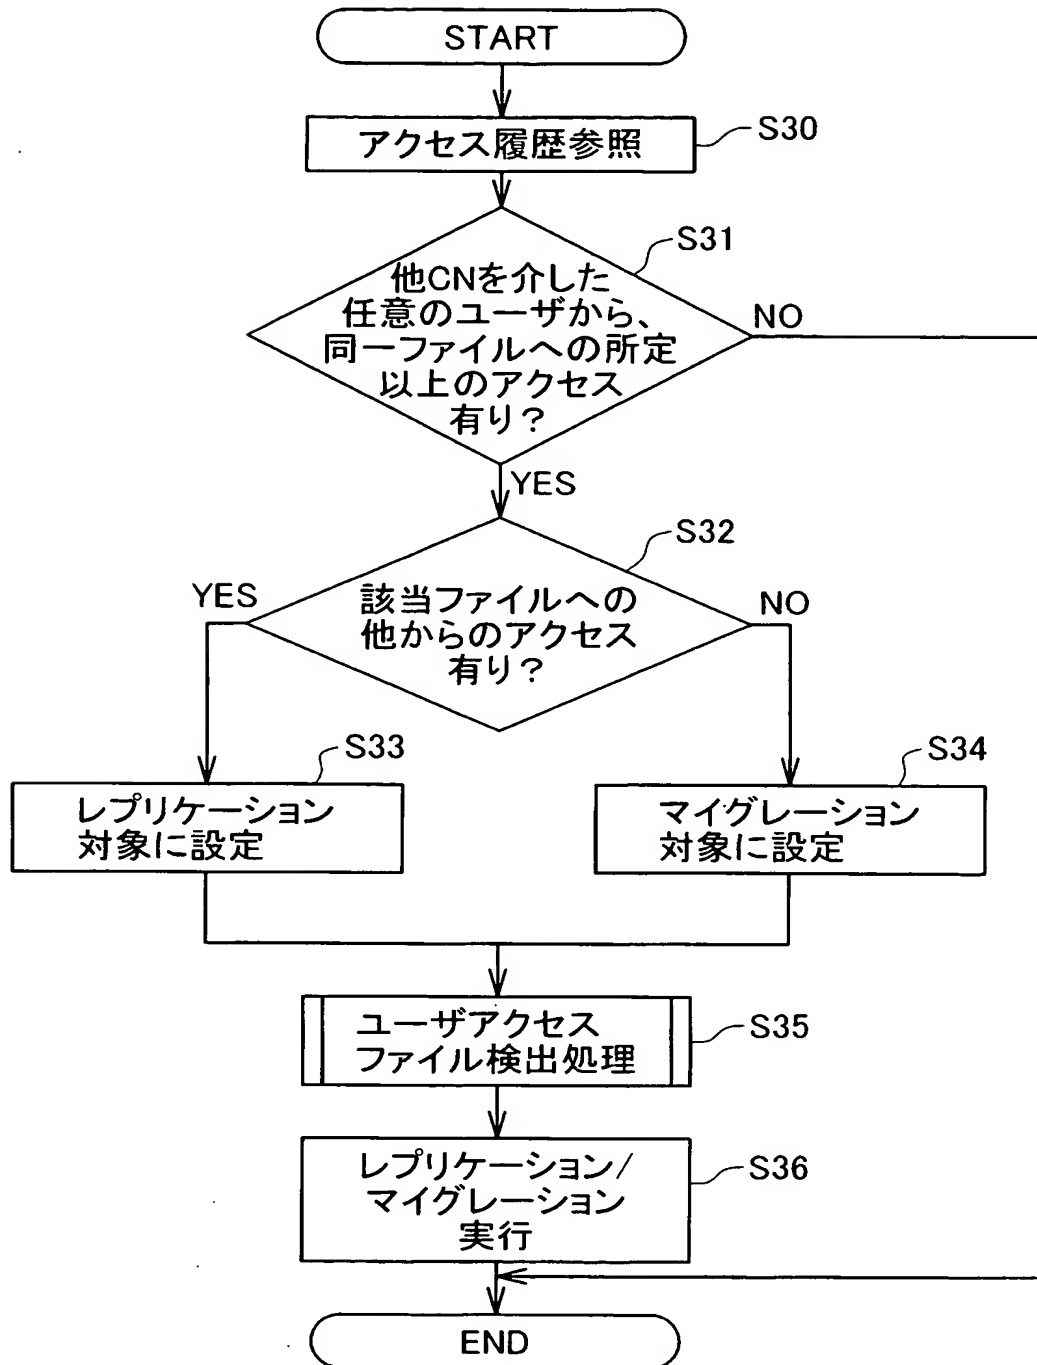 START
アクセス履歴参照
S30
S31
他CNを介した
任意のユーザから、
同一ファイルへの所定
以上のアクセス
有り？
NO
YES
S32
YES
該当ファイルへの
他からのアクセス
有り？
NO
S33
レプリケーション
対象に設定
S34
マイグレーション
対象に設定
ユーザアクセス
ファイル検出処理
S35
レプリケーション/
マイグレーション
実行
S36
END